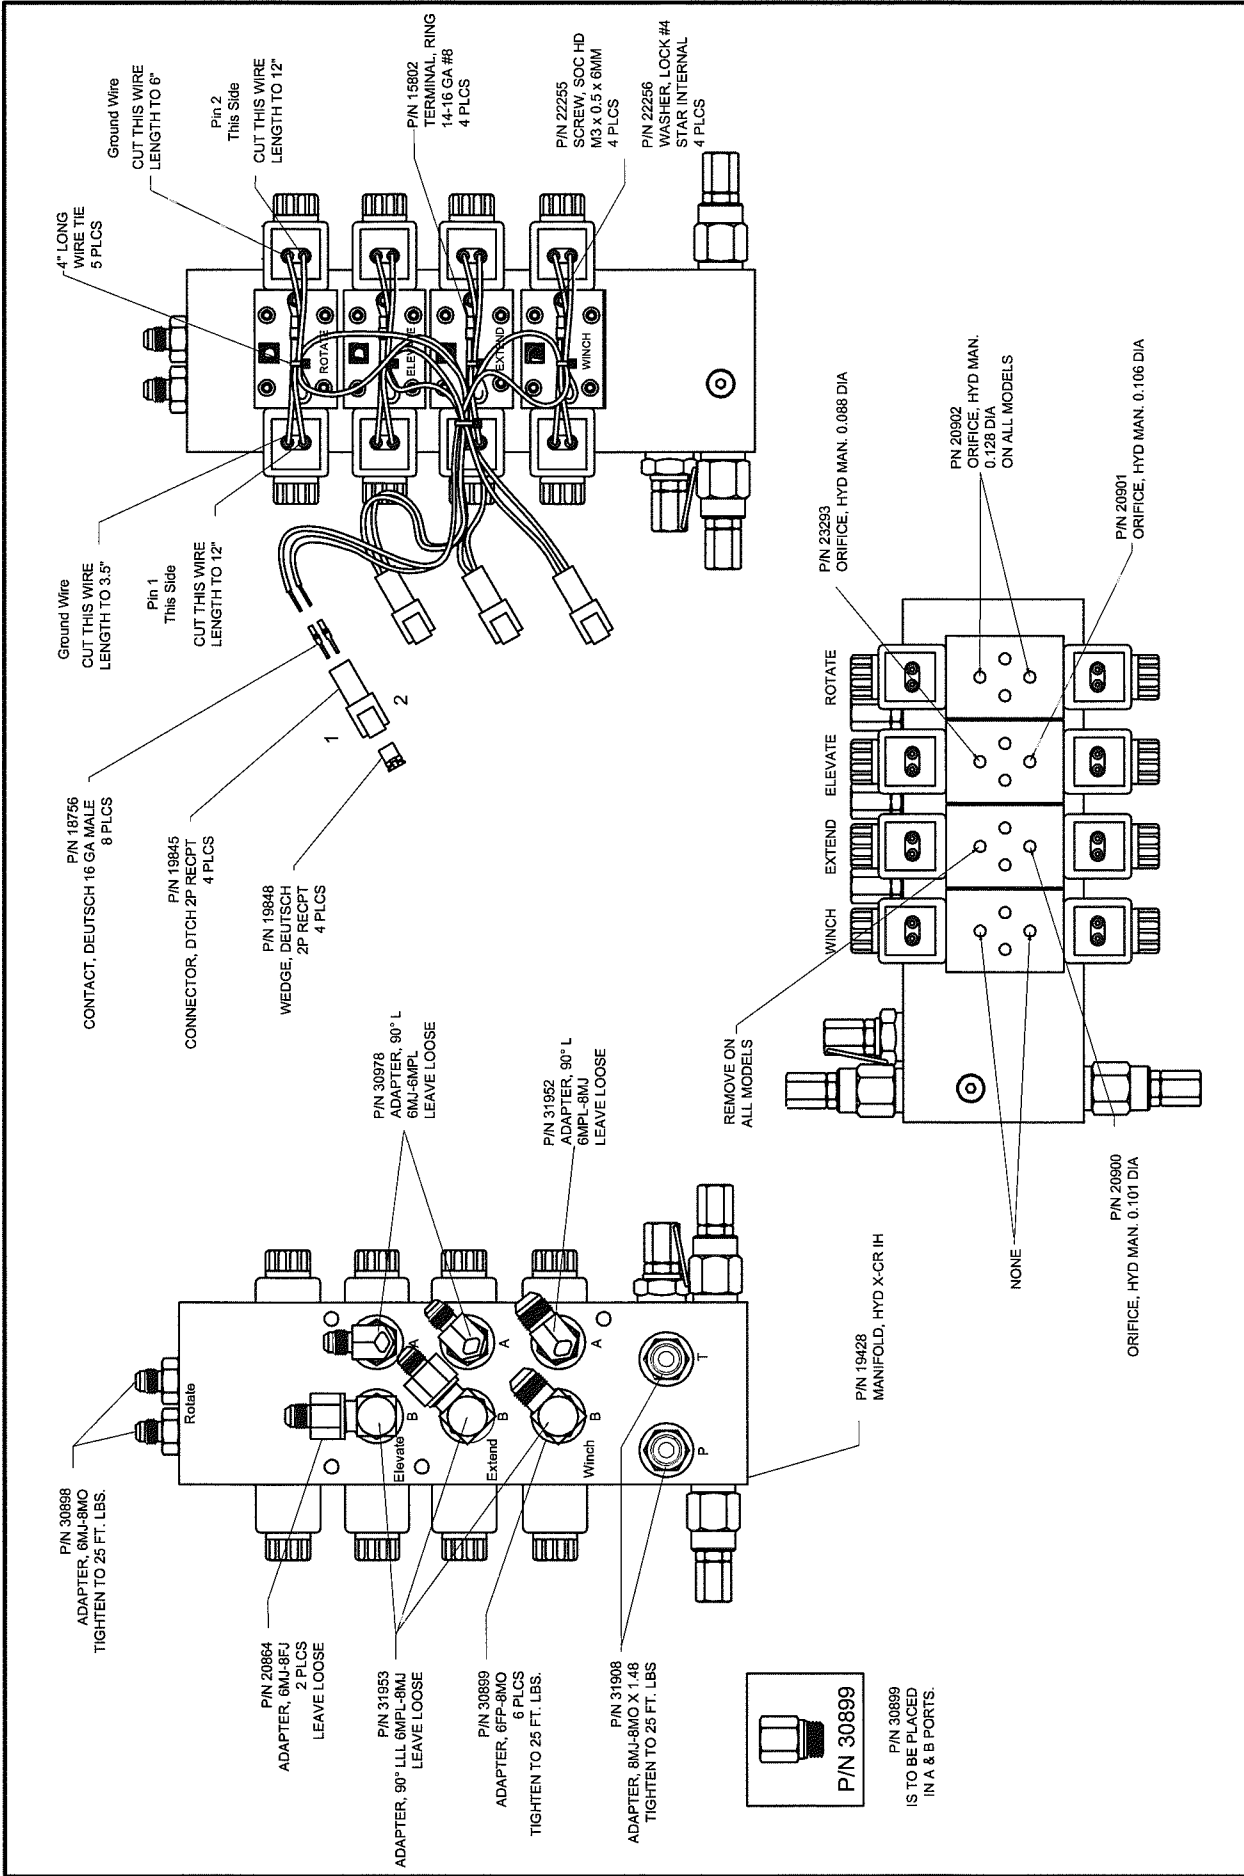 P/N 30898
ADAPTER, 6MJ-8MO
TIGHTEN TO 25 FT. LBS.
P/N 20864
ADAPTER, 6MJ-8FJ
2 PLCS
LEAVE LOOSE
P/N 31953
ADAPTER, 90° LLL 6MPL-8MJ
LEAVE LOOSE
P/N 30899
ADAPTER, 6FP-8MO
6 PLCS
TIGHTEN TO 25 FT. LBS.
P/N 31908
ADAPTER, 8MJ-8MO X 1.48
TIGHTEN TO 25 FT. LBS
P/N 30899
P/N 30899
IS TO BE PLACED
IN A & B PORTS.
Rotate
Elevate
B
A
Extend
B
A
Winch
B
A
P
T
P/N 30978
ADAPTER, 90° L
6MJ-6MPL
LEAVE LOOSE
P/N 31952
ADAPTER, 90° L
6MPL-8MJ
LEAVE LOOSE
P/N 19428
MANIFOLD, HYD X-CR IH
P/N 18756
CONTACT, DEUTSCH 16 GA MALE
8 PLCS
P/N 19845
CONNECTOR, DTCH 2P RECPT
4 PLCS
P/N 19848
WEDGE, DEUTSCH
2P RECPT
4 PLCS
1
2
Ground Wire
CUT THIS WIRE
LENGTH TO 3.5"
Pin 1
This Side
CUT THIS WIRE
LENGTH TO 12"
4" LONG
WIRE TIE
5 PLCS
Ground Wire
CUT THIS WIRE
LENGTH TO 6"
Pin 2
This Side
CUT THIS WIRE
LENGTH TO 12"
P/N 15802
TERMINAL, RING
14-16 GA #8
4 PLCS
P/N 22255
SCREW, SOC HD
M3 x 0.5 x 6MM
4 PLCS
P/N 22256
WASHER, LOCK #4
STAR INTERNAL
4 PLCS
ROTATE
ELEVATE
EXTEND
WINCH
REMOVE ON
ALL MODELS
NONE
P/N 20900
ORIFICE, HYD MAN. 0.101 DIA
WINCH
EXTEND
ELEVATE
ROTATE
P/N 23293
ORIFICE, HYD MAN. 0.088 DIA
PN 20902
ORIFICE, HYD MAN.
0.128 DIA
ON ALL MODELS
P/N 20901
ORIFICE, HYD MAN. 0.106 DIA